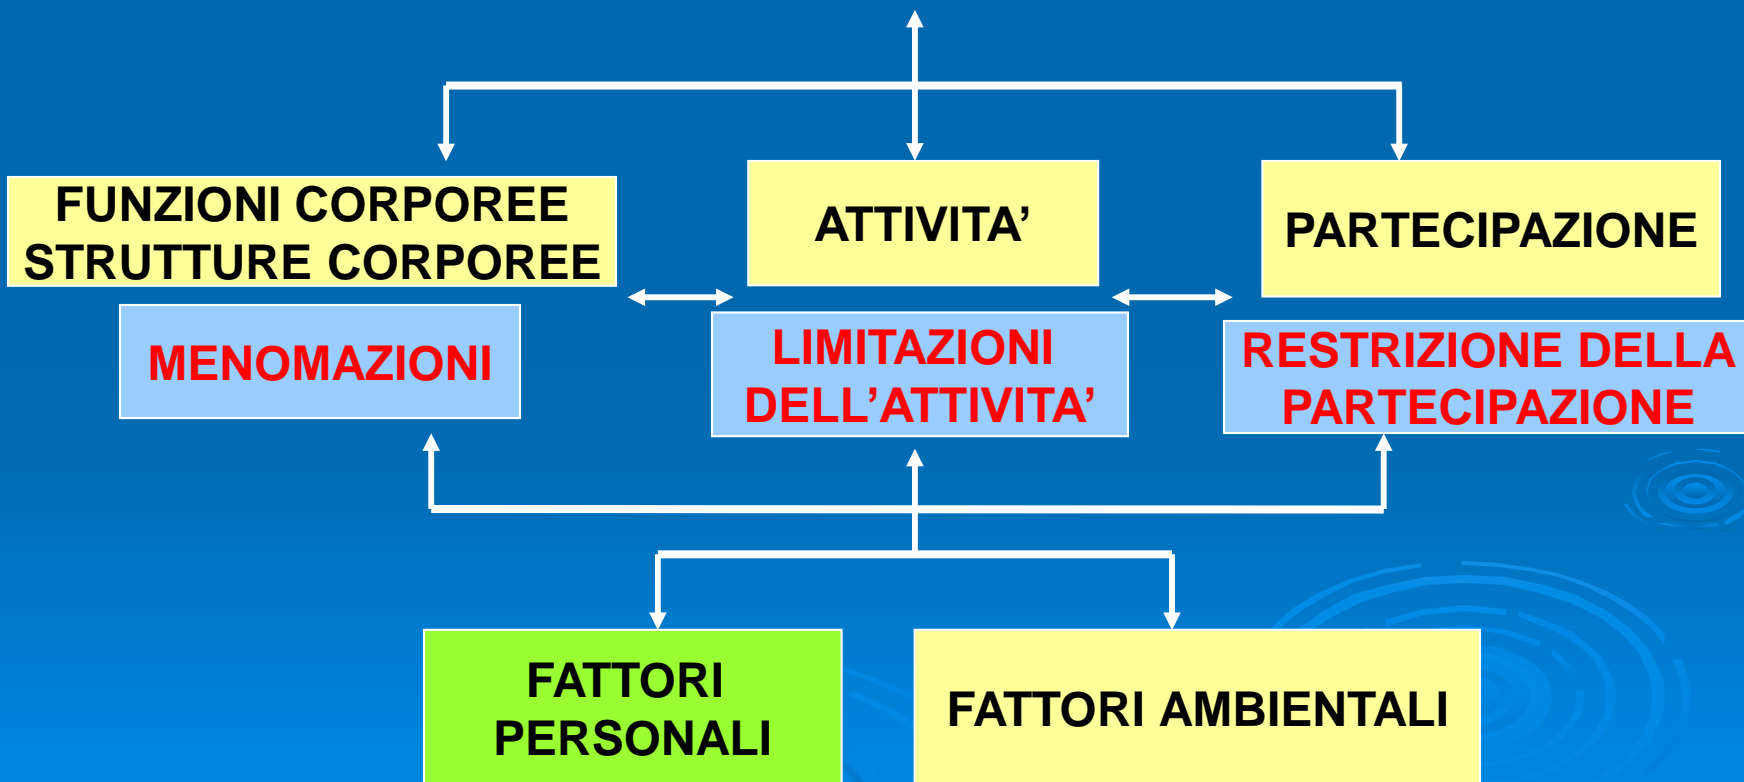 FUNZIONI CORPOREE
STRUTTURE CORPOREE
ATTIVITA’
PARTECIPAZIONE
MENOMAZIONI
LIMITAZIONI
DELL’ATTIVITA’
RESTRIZIONE DELLA
PARTECIPAZIONE
FATTORI
PERSONALI
FATTORI AMBIENTALI